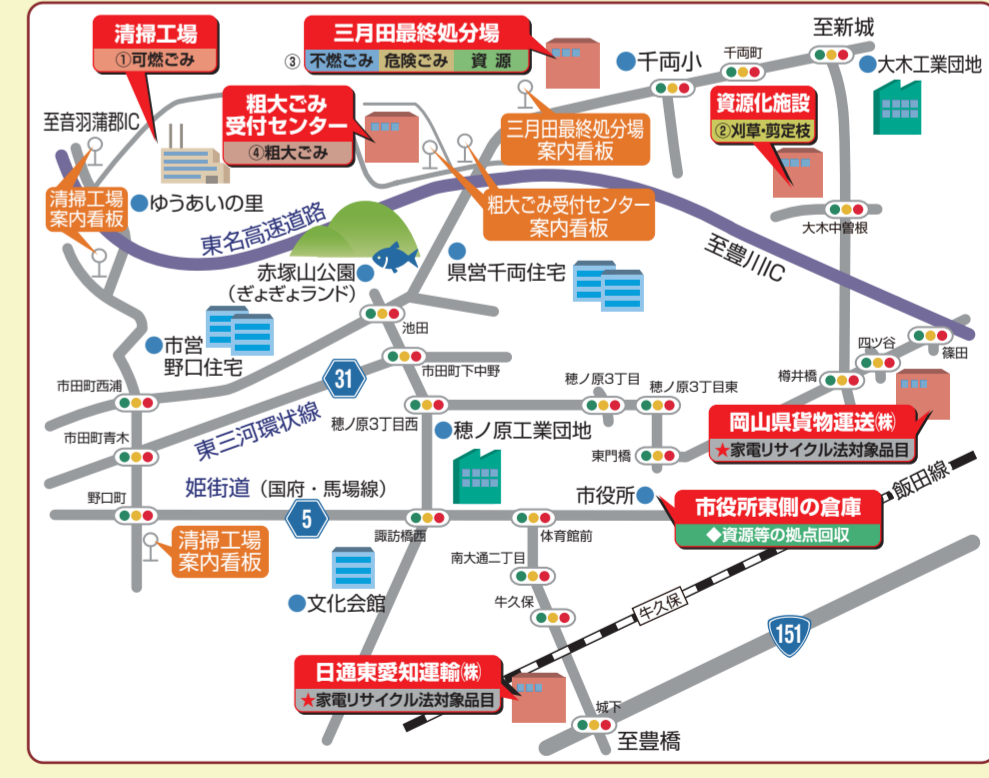 清掃工場
①可燃ごみ
三月田最終処分場
③ 不燃ごみ 危険ごみ 資源
至新城
千両小
千両町
大木工業団地
粗大ごみ
受付センター
④粗大ごみ
資源化施設
②刈草・剪定枝
至音羽蒲郡IC
三月田最終処分場
案内看板
清掃工場
案内看板
ゆうあいの里
粗大ごみ受付センター
案内看板
大木中曽根
東名高速道路
至豊川IC
赤塚山公園
(ぎょぎょランド)
県営千両住宅
池田
市営
野口住宅
四ツ谷
篠田
市田町下中野
31
樽井橋
市田町西浦
穂ノ原3丁目
穂ノ原3丁目東
穂ノ原3丁目西
岡山県貨物運送㈱
★家電リサイクル法対象品目
市田町青木
東三河環状線
穂ノ原工業団地
東門橋
飯田線
野口町
姫街道(国府・馬場線)
5
市役所
市役所東側の倉庫
◆資源等の拠点回収
諏訪橋西
体育館前
清掃工場
案内看板
南大通二丁目
文化会館
牛久保
牛久保
151
日通東愛知運輸㈱
★家電リサイクル法対象品目
城下
至豊橋